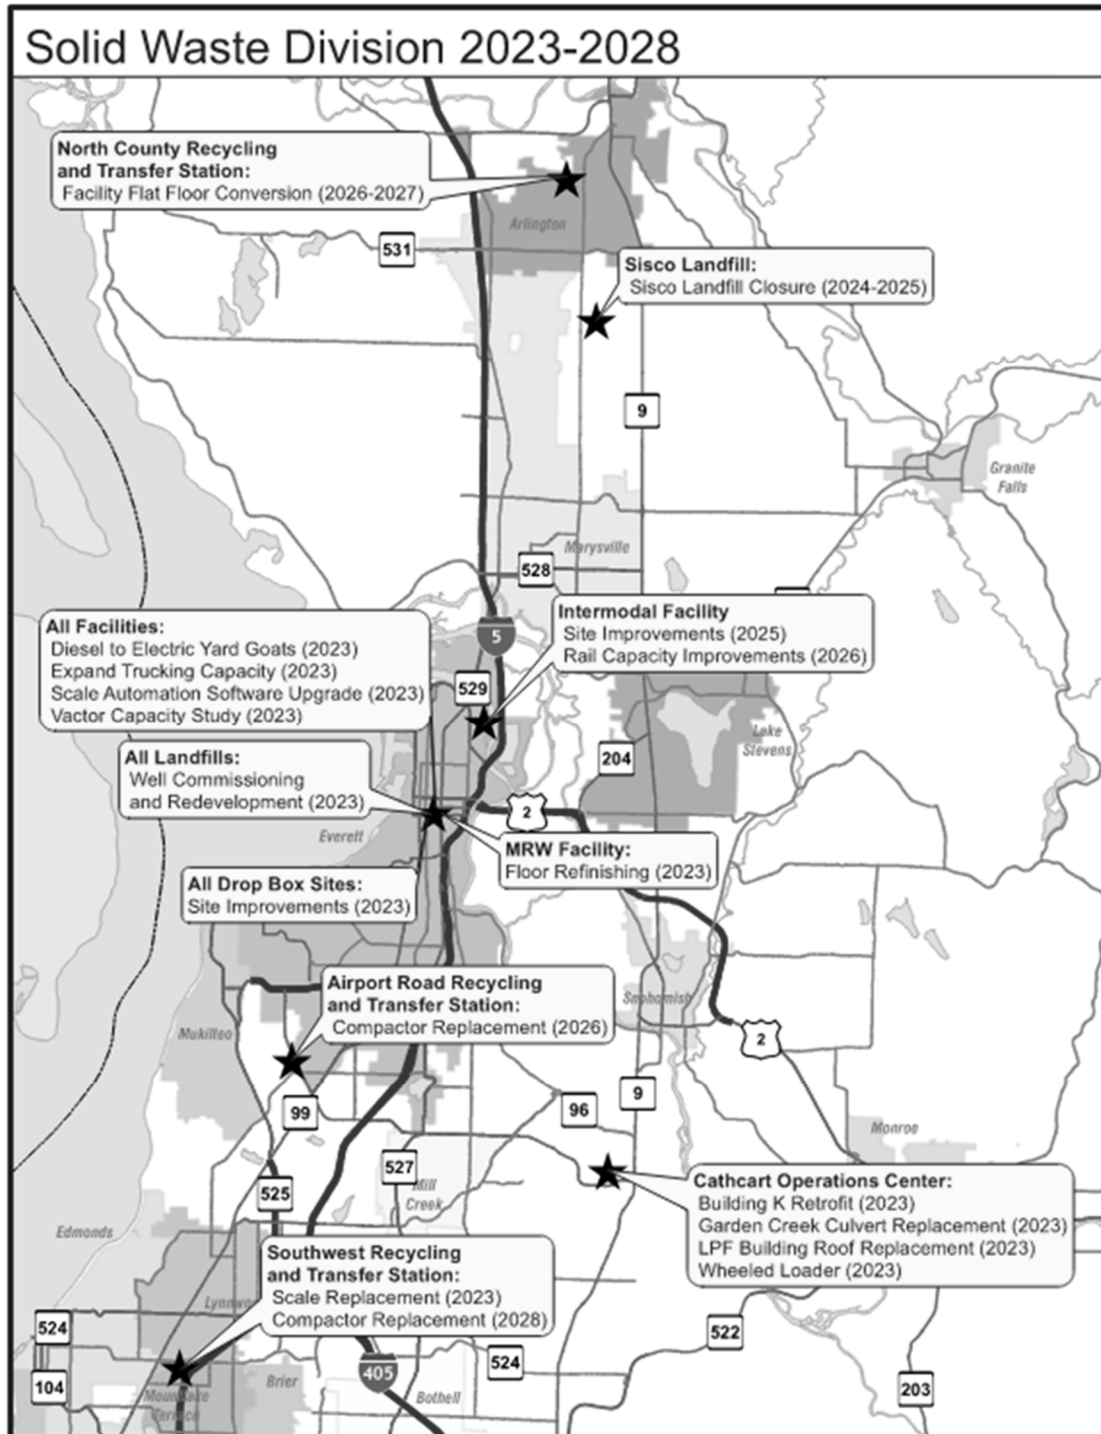 Solid Waste Division 2023-2028
North County Recycling
and Transfer Station:
Facility Flat Floor Conversion (2026-2027)
Arlington
531
Sisco Landfill:
Sisco Landfill Closure (2024-2025)
9
Granite
Falls
Marysville
528
All Facilities:
Diesel to Electric Yard Goats (2023)
Expand Trucking Capacity (2023)
Scale Automation Software Upgrade (2023)
Vactor Capacity Study (2023)
5
Intermodal Facility
Site Improvements (2025)
Rail Capacity Improvements (2026)
529
Lake
Stevens
204
All Landfills:
Well Commissioning
and Redevelopment (2023)
2
Everett
MRW Facility:
Floor Refinishing (2023)
All Drop Box Sites:
Site Improvements (2023)
Airport Road Recycling
and Transfer Station:
Compactor Replacement (2026)
Snohomish
Mukilteo
2
9
96
99
Monroe
527
Mill
Creek
525
Cathcart Operations Center:
Building K Retrofit (2023)
Garden Creek Culvert Replacement (2023)
LPF Building Roof Replacement (2023)
Wheeled Loader (2023)
Edmonds
Southwest Recycling
and Transfer Station:
Scale Replacement (2023)
Compactor Replacement (2028)
Lynnwo
524
522
524
405
104
Brier
Bothell
203
Mountlake
Terrace